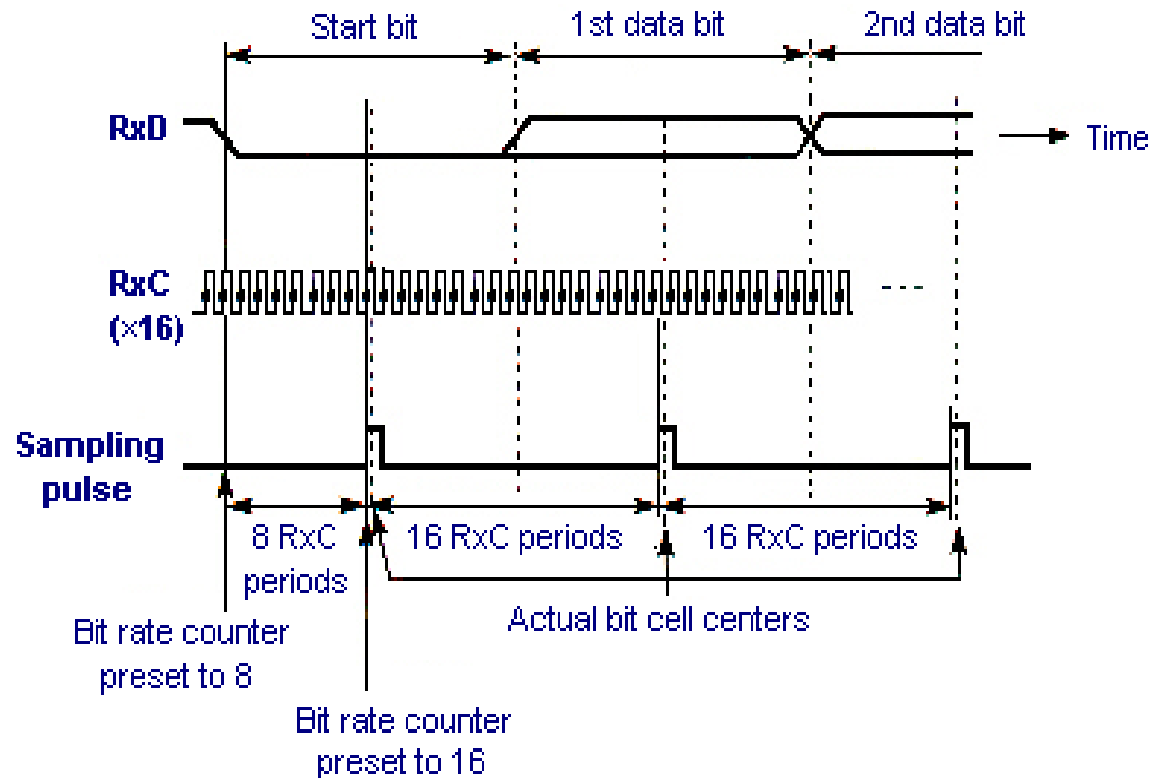 Start bit
1st data bit
2nd data bit
RxD
Time
RxC
(×16)
Sampling
pulse
8 RxC
periods
16 RxC periods
16 RxC periods
Actual bit cell centers
Bit rate counter
preset to 8
Bit rate counter
preset to 16